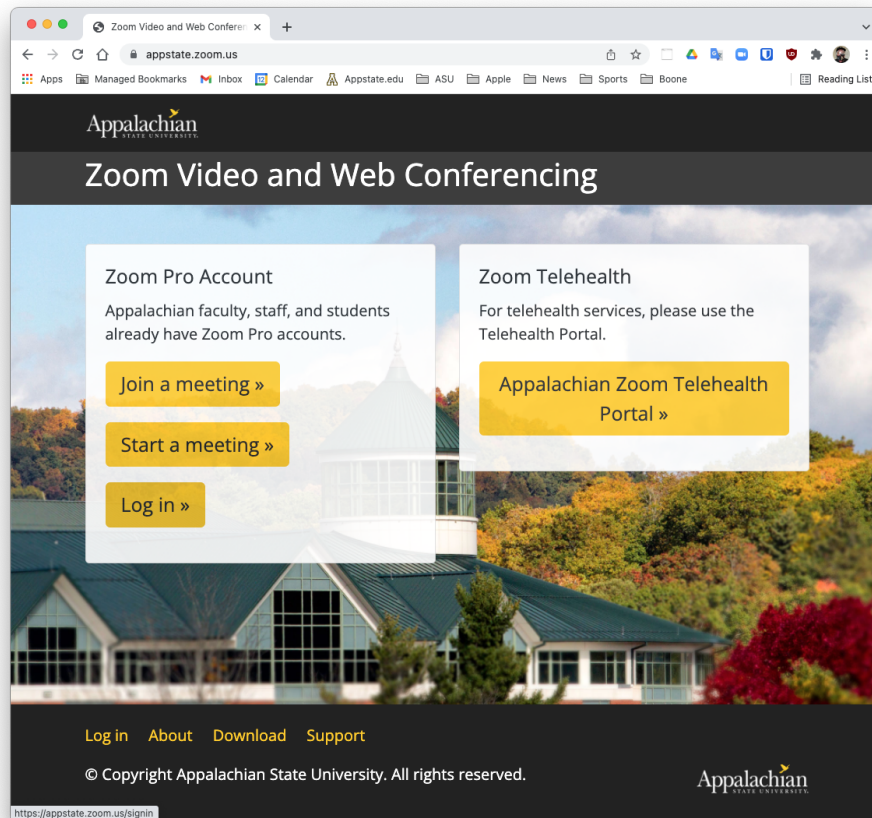 Zoom Video and Web Conferen
appstate.zoom.us
Apps Managed Bookmarks Inbox 12 Calendar Appstate.edu ASU Apple News Sports Boone Reading List
Appalachian
STATE UNIVERSITY.
Zoom Video and Web Conferencing
Zoom Pro Account
Appalachian faculty, staff, and students
already have Zoom Pro accounts.
Join a meeting »
Start a meeting »
Log in »
Zoom Telehealth
For telehealth services, please use the
Telehealth Portal.
Appalachian Zoom Telehealth
Portal »
Log in About Download Support
© Copyright Appalachian State University. All rights reserved.
Appalachian
STATE UNIVERSITY.
https://appstate.zoom.us/signin